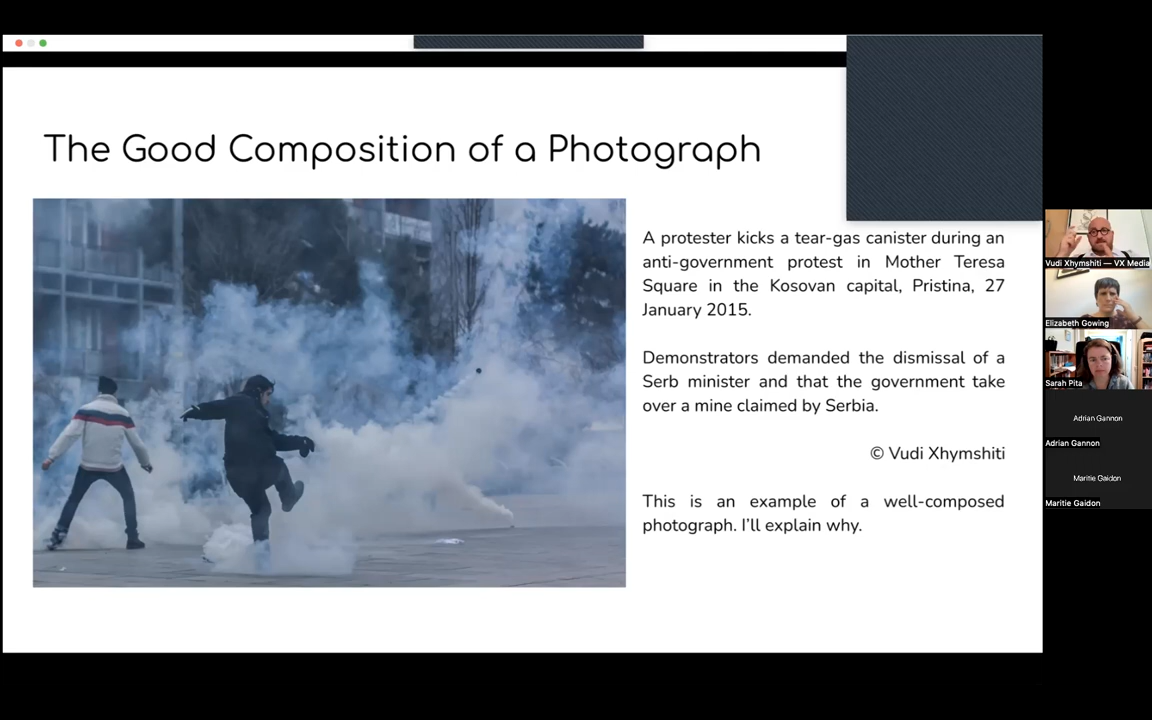 The Good Composition of a Photograph
A protester kicks a tear-gas canister during an
anti-government protest in Mother Teresa
Square in the Kosovan capital, Pristina, 27
January 2015.
Demonstrators demanded the dismissal of a
Serb minister and that the government take
over a mine claimed by Serbia.
© Vudi Xhymshiti
This is an example of a well-composed
photograph. I'll explain why.
Vudi Xhymshiti — VX Media
Elizabeth Gowing
Sarah Pita
Adrian Gannon
Adrian Gannon
Maritie Gaidon
Maritie Gaidon